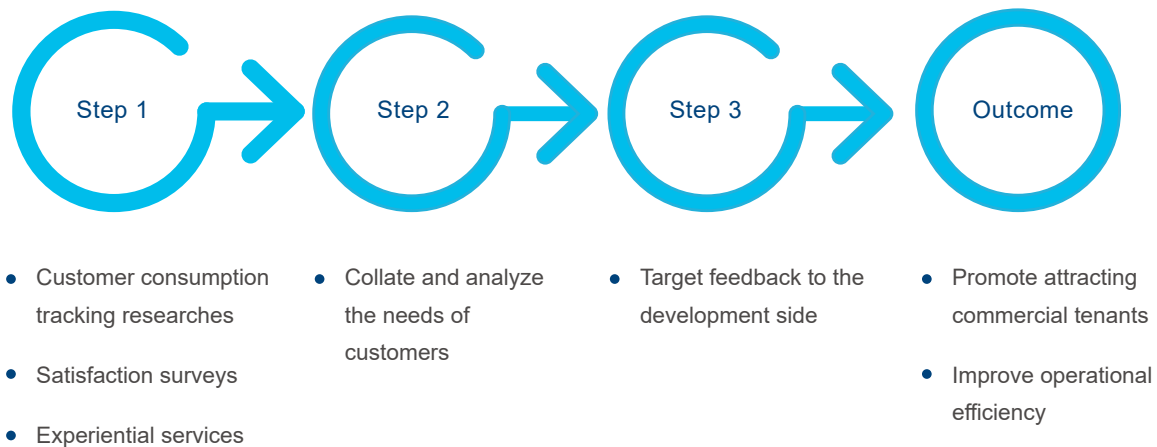 Step 1
Step 2
Step 3
Outcome
• Customer consumption
tracking researches
• Satisfaction surveys
• Experiential services
• Collate and analyze
the needs of
customers
• Target feedback to the
development side
• Promote attracting
commercial tenants
• Improve operational
efficiency